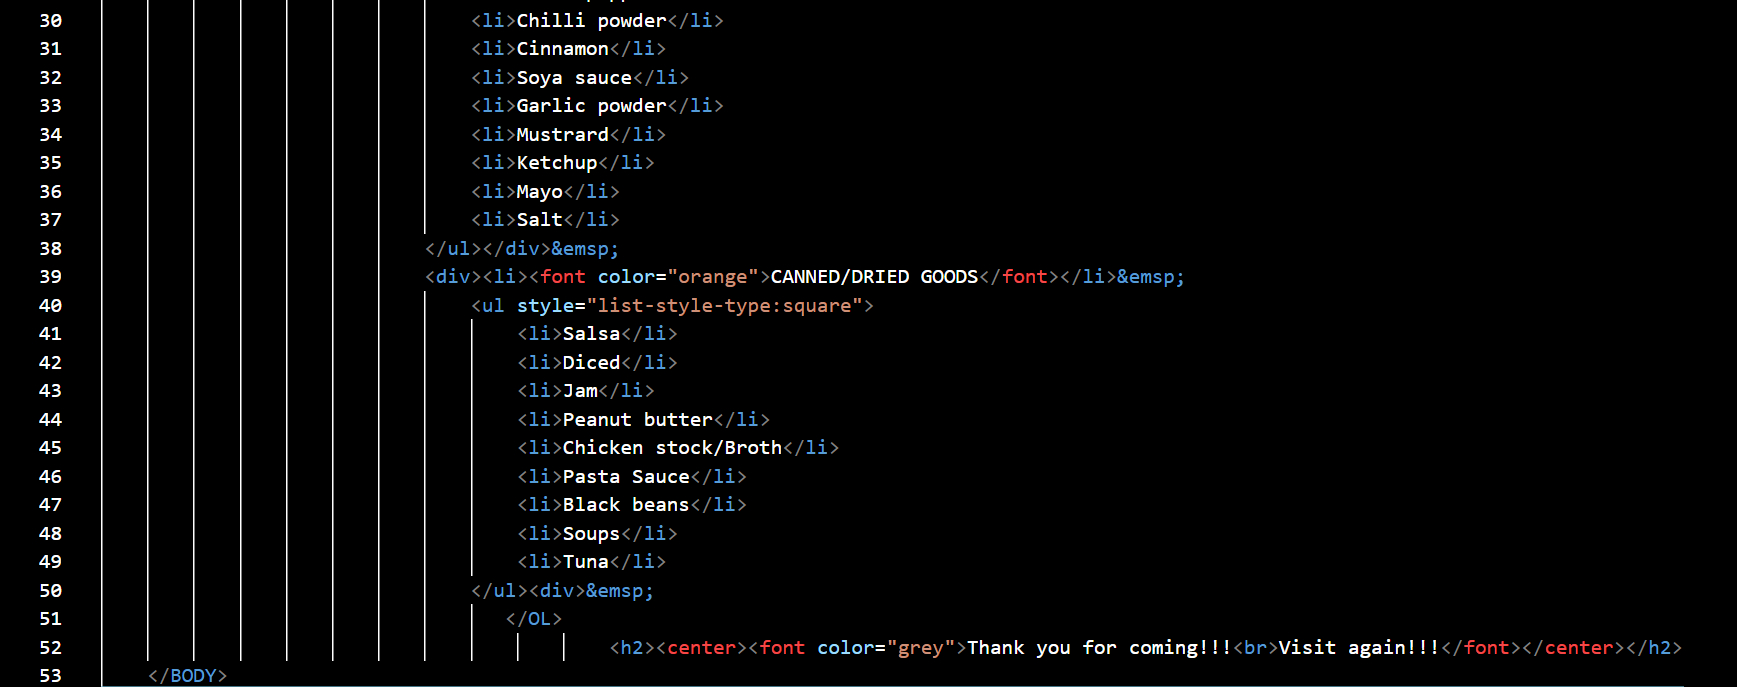 30 <li>Chilli powder</li>
31 <li>Cinnamon</li>
32 <li>Soya sauce</li>
33 <li>Garlic powder</li>
34 <li>Mustrard</li>
35 <li>Ketchup</li>
36 <li>Mayo</li>
37 <li>Salt</li>
38 </ul></div>&emsp;
39 <div><li><font color="orange">CANNED/DRIED GOODS</font></li>&emsp;
40 <ul style="list-style-type:square">
41 <li>Salsa</li>
42 <li>Diced</li>
43 <li>Jam</li>
44 <li>Peanut butter</li>
45 <li>Chicken stock/Broth</li>
46 <li>Pasta Sauce</li>
47 <li>Black beans</li>
48 <li>Soups</li>
49 <li>Tuna</li>
50 </ul><div>&emsp;
51 </OL>
52 <h2><center><font color="grey">Thank you for coming!!!<br>Visit again!!!</font></center></h2>
53 </BODY>